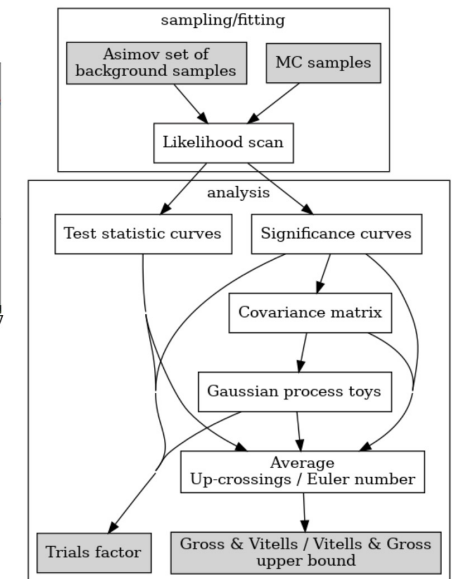 sampling/fitting
Asimov set of
background samples
MC samples
Likelihood scan
analysis
Test statistic curves
Significance curves
Covariance matrix
Gaussian process toys
Average
Up-crossings / Euler number
Trials factor
Gross & Vitells / Vitells & Gross
upper bound